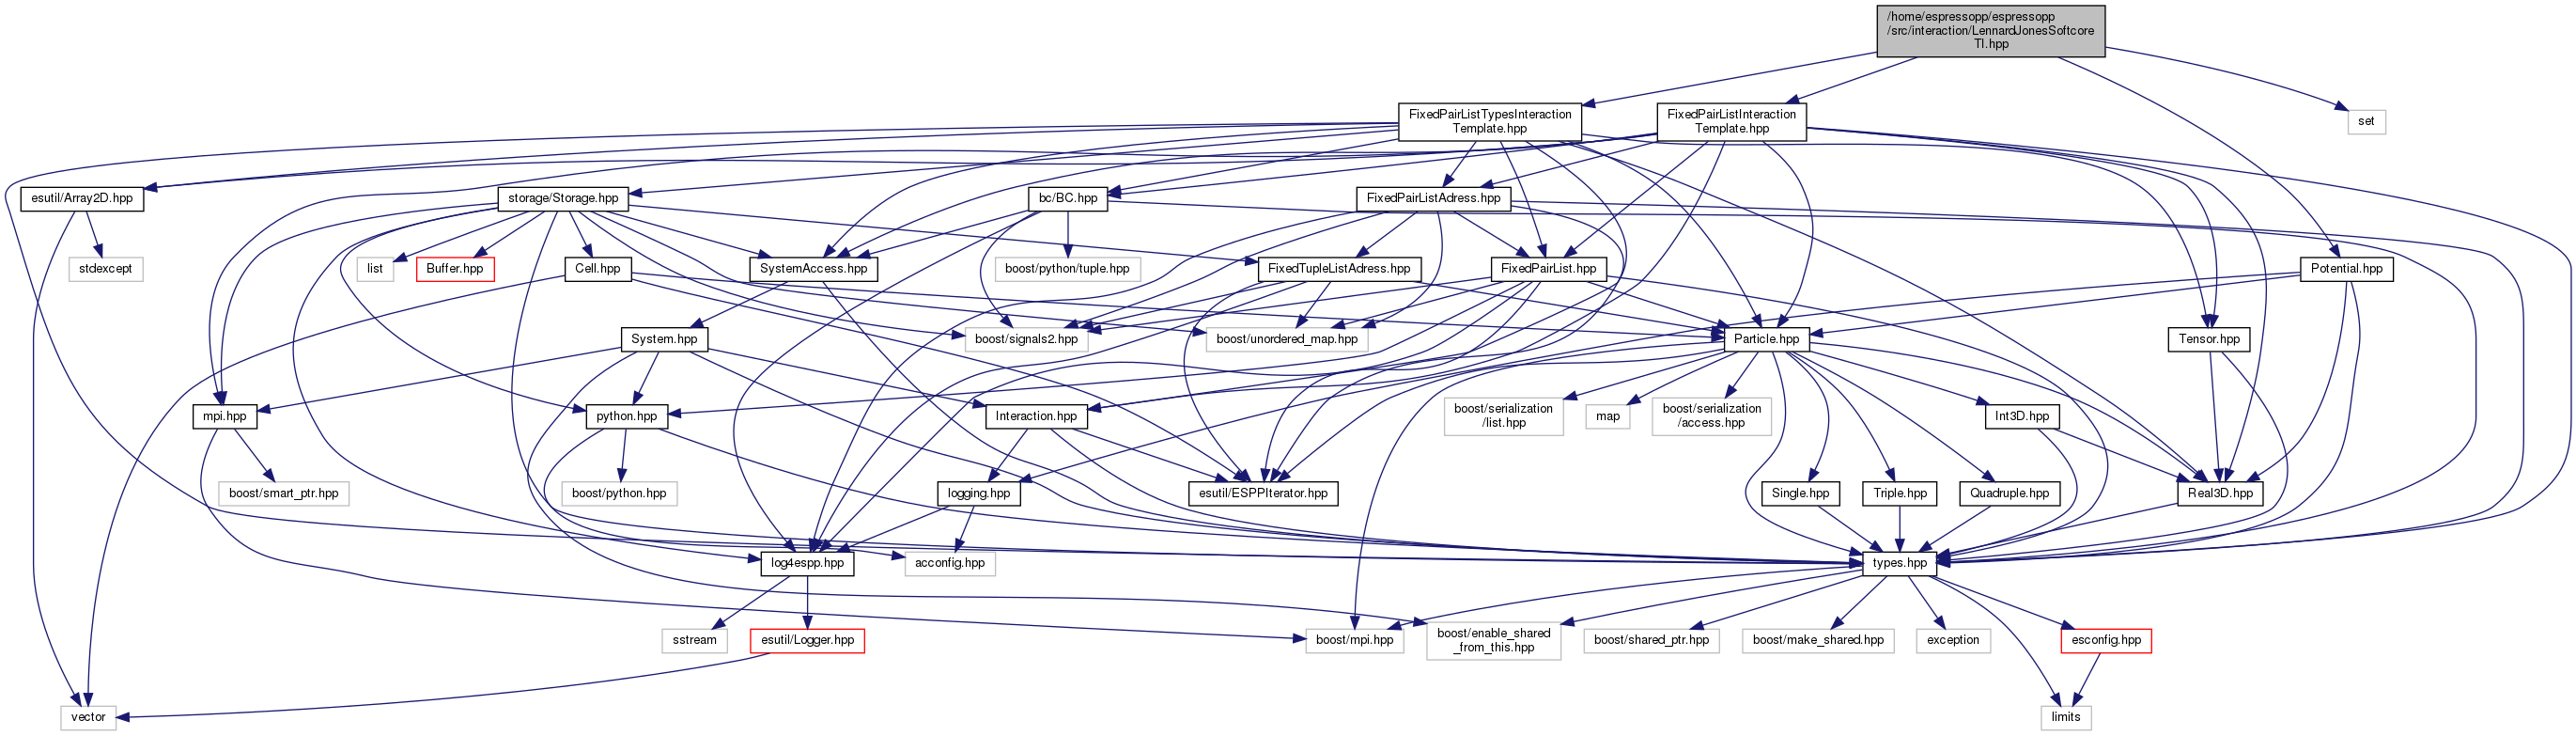 /home/espressopp/espressopp
/src/interaction/LennardJonesSoftcore
TI.hpp
FixedPairListTypesInteraction
Template.hpp
FixedPairListInteraction
Template.hpp
set
esutil/Array2D.hpp
storage/Storage.hpp
bc/BC.hpp
FixedPairListAdress.hpp
stdexcept
list
Buffer.hpp
Cell.hpp
SystemAccess.hpp
boost/python/tuple.hpp
FixedTupleListAdress.hpp
FixedPairList.hpp
Potential.hpp
System.hpp
boost/signals2.hpp
boost/unordered_map.hpp
Particle.hpp
Tensor.hpp
mpi.hpp
python.hpp
Interaction.hpp
boost/serialization
/list.hpp
map
boost/serialization
/access.hpp
Int3D.hpp
boost/smart_ptr.hpp
boost/python.hpp
logging.hpp
esutil/ESPPIterator.hpp
Single.hpp
Triple.hpp
Quadruple.hpp
Real3D.hpp
log4espp.hpp
acconfig.hpp
types.hpp
sstream
esutil/Logger.hpp
boost/mpi.hpp
boost/enable_shared
_from_this.hpp
boost/shared_ptr.hpp
boost/make_shared.hpp
exception
esconfig.hpp
vector
limits